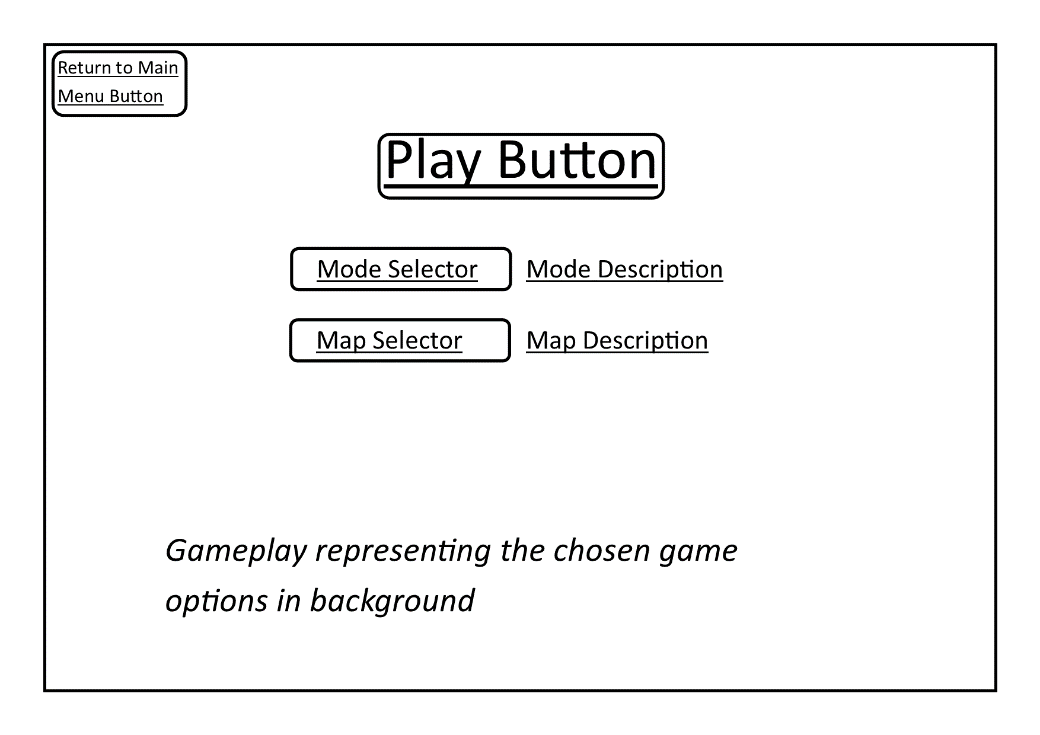 Return to Main
Menu Button
Play Button
Mode Selector Mode Description
Map Selector Map Description
Gameplay representing the chosen game
options in background